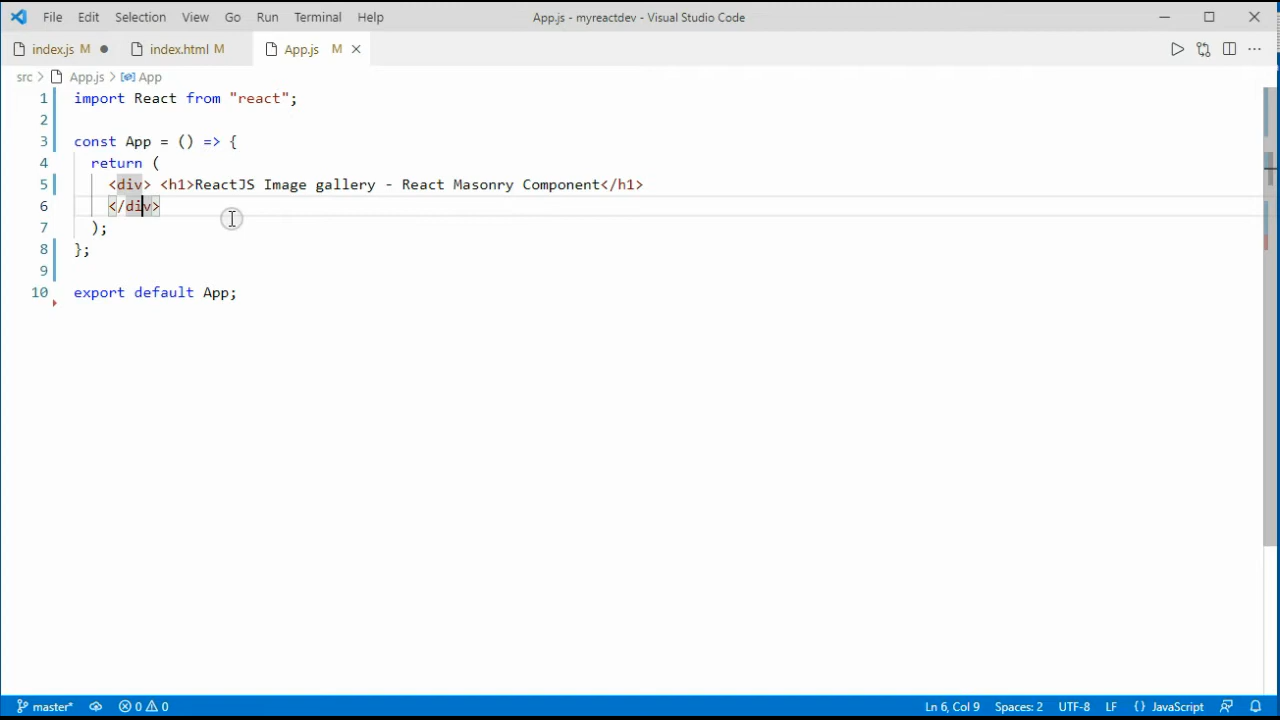 File Edit Selection View Go Run Terminal Help App.js - myreactdev - Visual Studio Code
index.js M index.html M App.js M
src > App.js > App
1 import React from "react";
2
3 const App = () => {
4 return (
5 <div> <h1>ReactJS Image gallery - React Masonry Component</h1>
6 </div>
7 );
8 };
9
10 export default App;
master* 0 0 Ln 6, Col 9 Spaces: 2 UTF-8 LF {} JavaScript